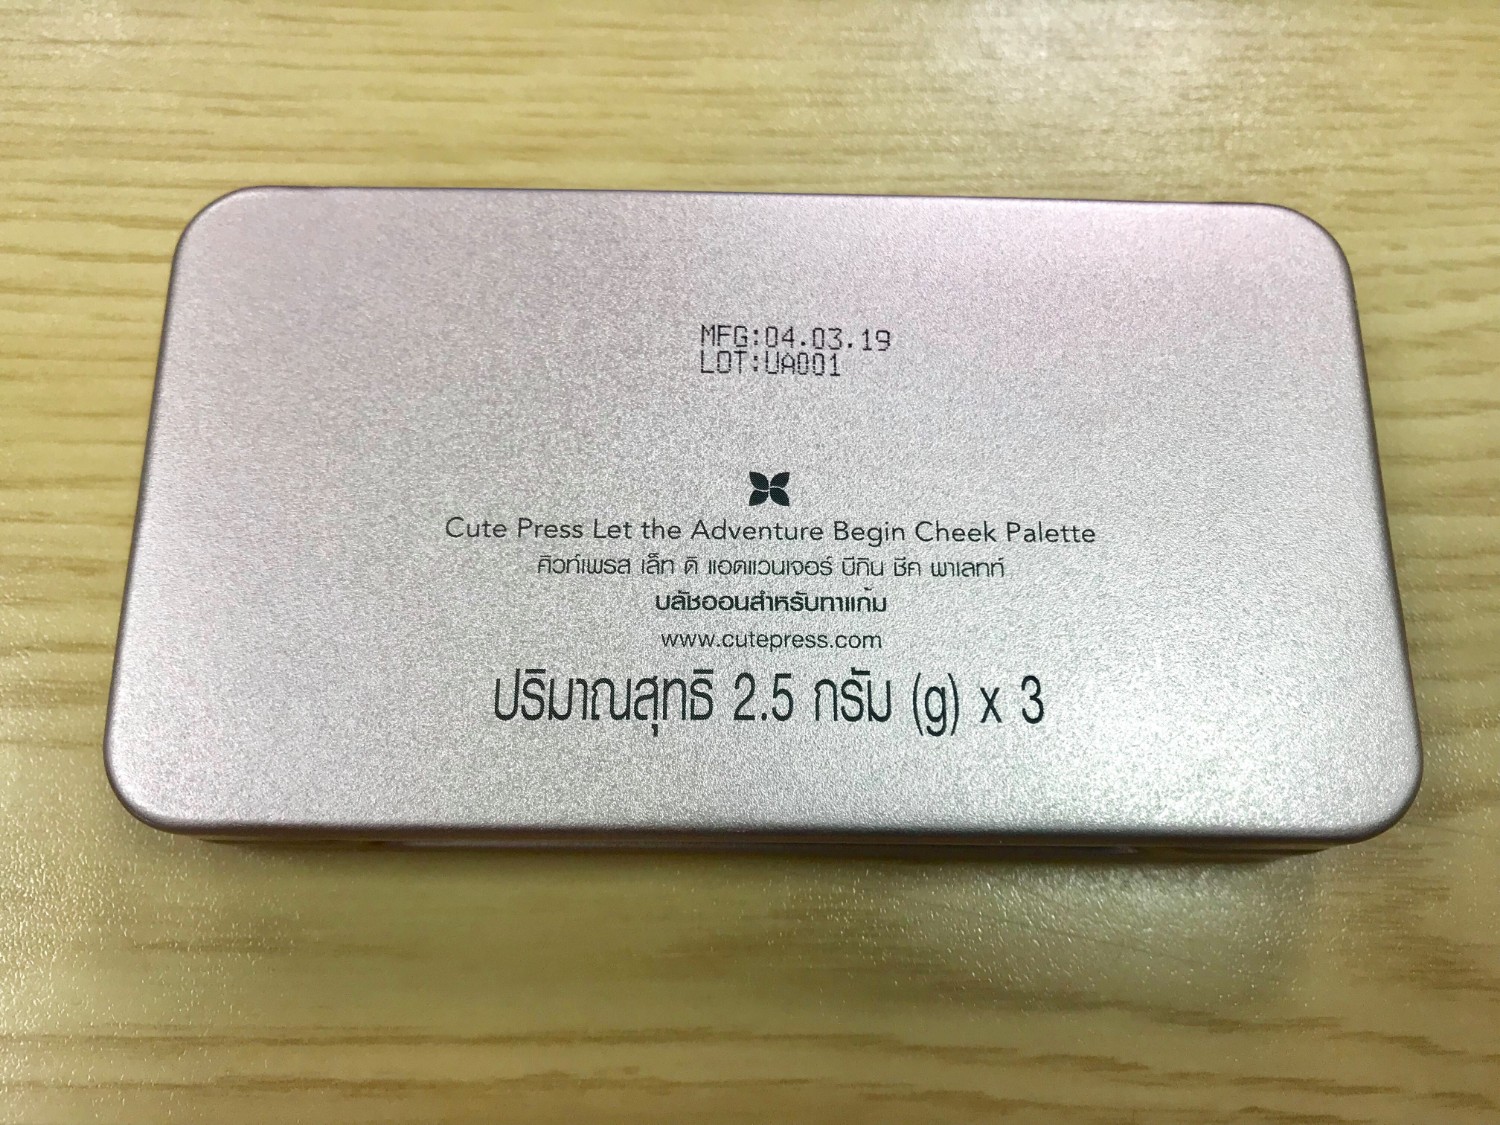 MFG:04.03.19
LOT:UA001
Cute Press Let the Adventure Begin Cheek Palette
คิวท์เพรส เล็ท ดิ แอดแวนเจอร์ บีกิน ชีค พาเลทท์
บลัชออนสำหรับทาแก้ม
www.cutepress.com
ปริมาณสุทธิ 2.5 กรัม (g) x 3